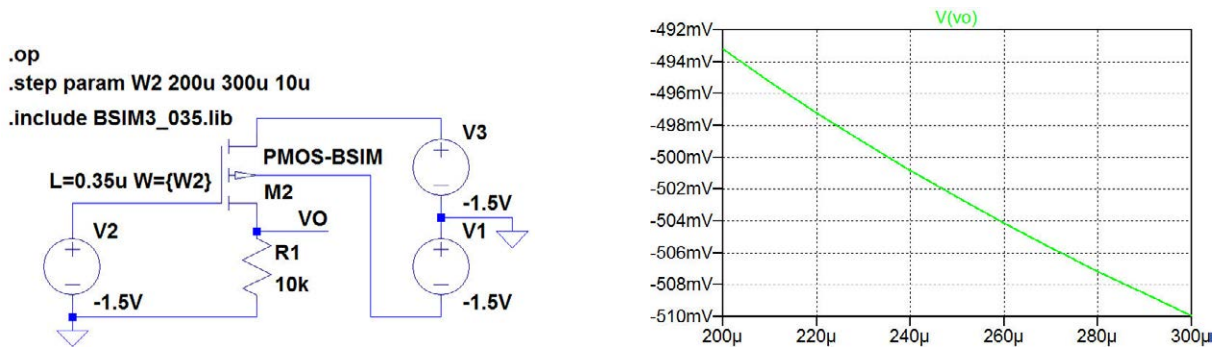 .op
.step param W2 200u 300u 10u
.include BSIM3_035.lib
V3
PMOS-BSIM
L=0.35u W={W2}
M2
-1.5V
V2
VO
V1
R1
10k
-1.5V
-1.5V
V(vo)
-492mV
-494mV
-496mV
-498mV
-500mV
-502mV
-504mV
-506mV
-508mV
-510mV
200µ 220µ 240µ 260µ 280µ 300µ